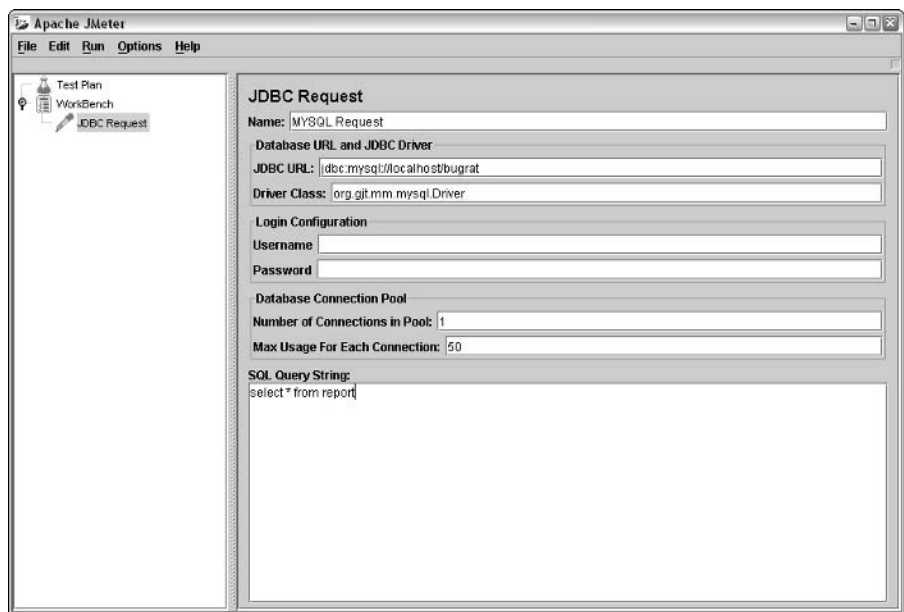 Apache JMeter
File Edit Run Options Help
Test Plan
WorkBench
JDBC Request
JDBC Request
Name: MYSQL Request
Database URL and JDBC Driver
JDBC URL: jdbc:mysql://localhost/bugrat
Driver Class: org.gjt.mm.mysql.Driver
Login Configuration
Username
Password
Database Connection Pool
Number of Connections in Pool: 1
Max Usage For Each Connection: 50
SQL Query String:
select * from report